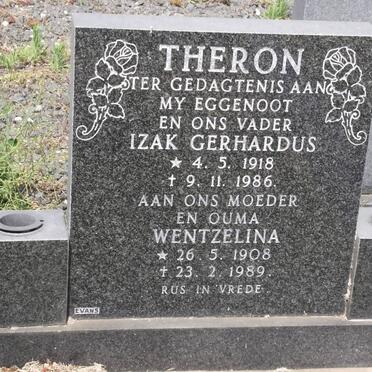 THERON
TER GEDAGTENIS AAN
MY EGGENOOT
EN ONS VADER
IZAK GERHARDUS
★ 4. 5. 1918
† 9. 11. 1986.
AAN ONS MOEDER
EN OUMA
WENTZELINA
★ 26. 5. 1908
† 23. 2. 1989.
RUS IN VREDE
EVANS